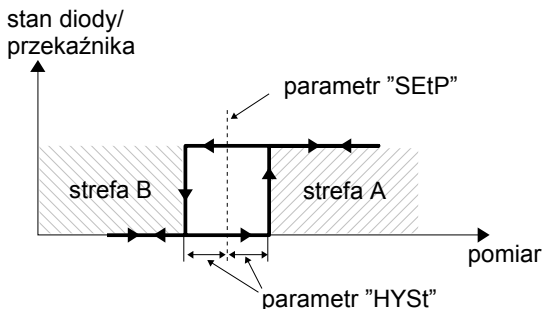 stan diody/
przekaźnika
parametr ”SEtP”
strefa B
strefa A
pomiar
parametr ”HYSt”